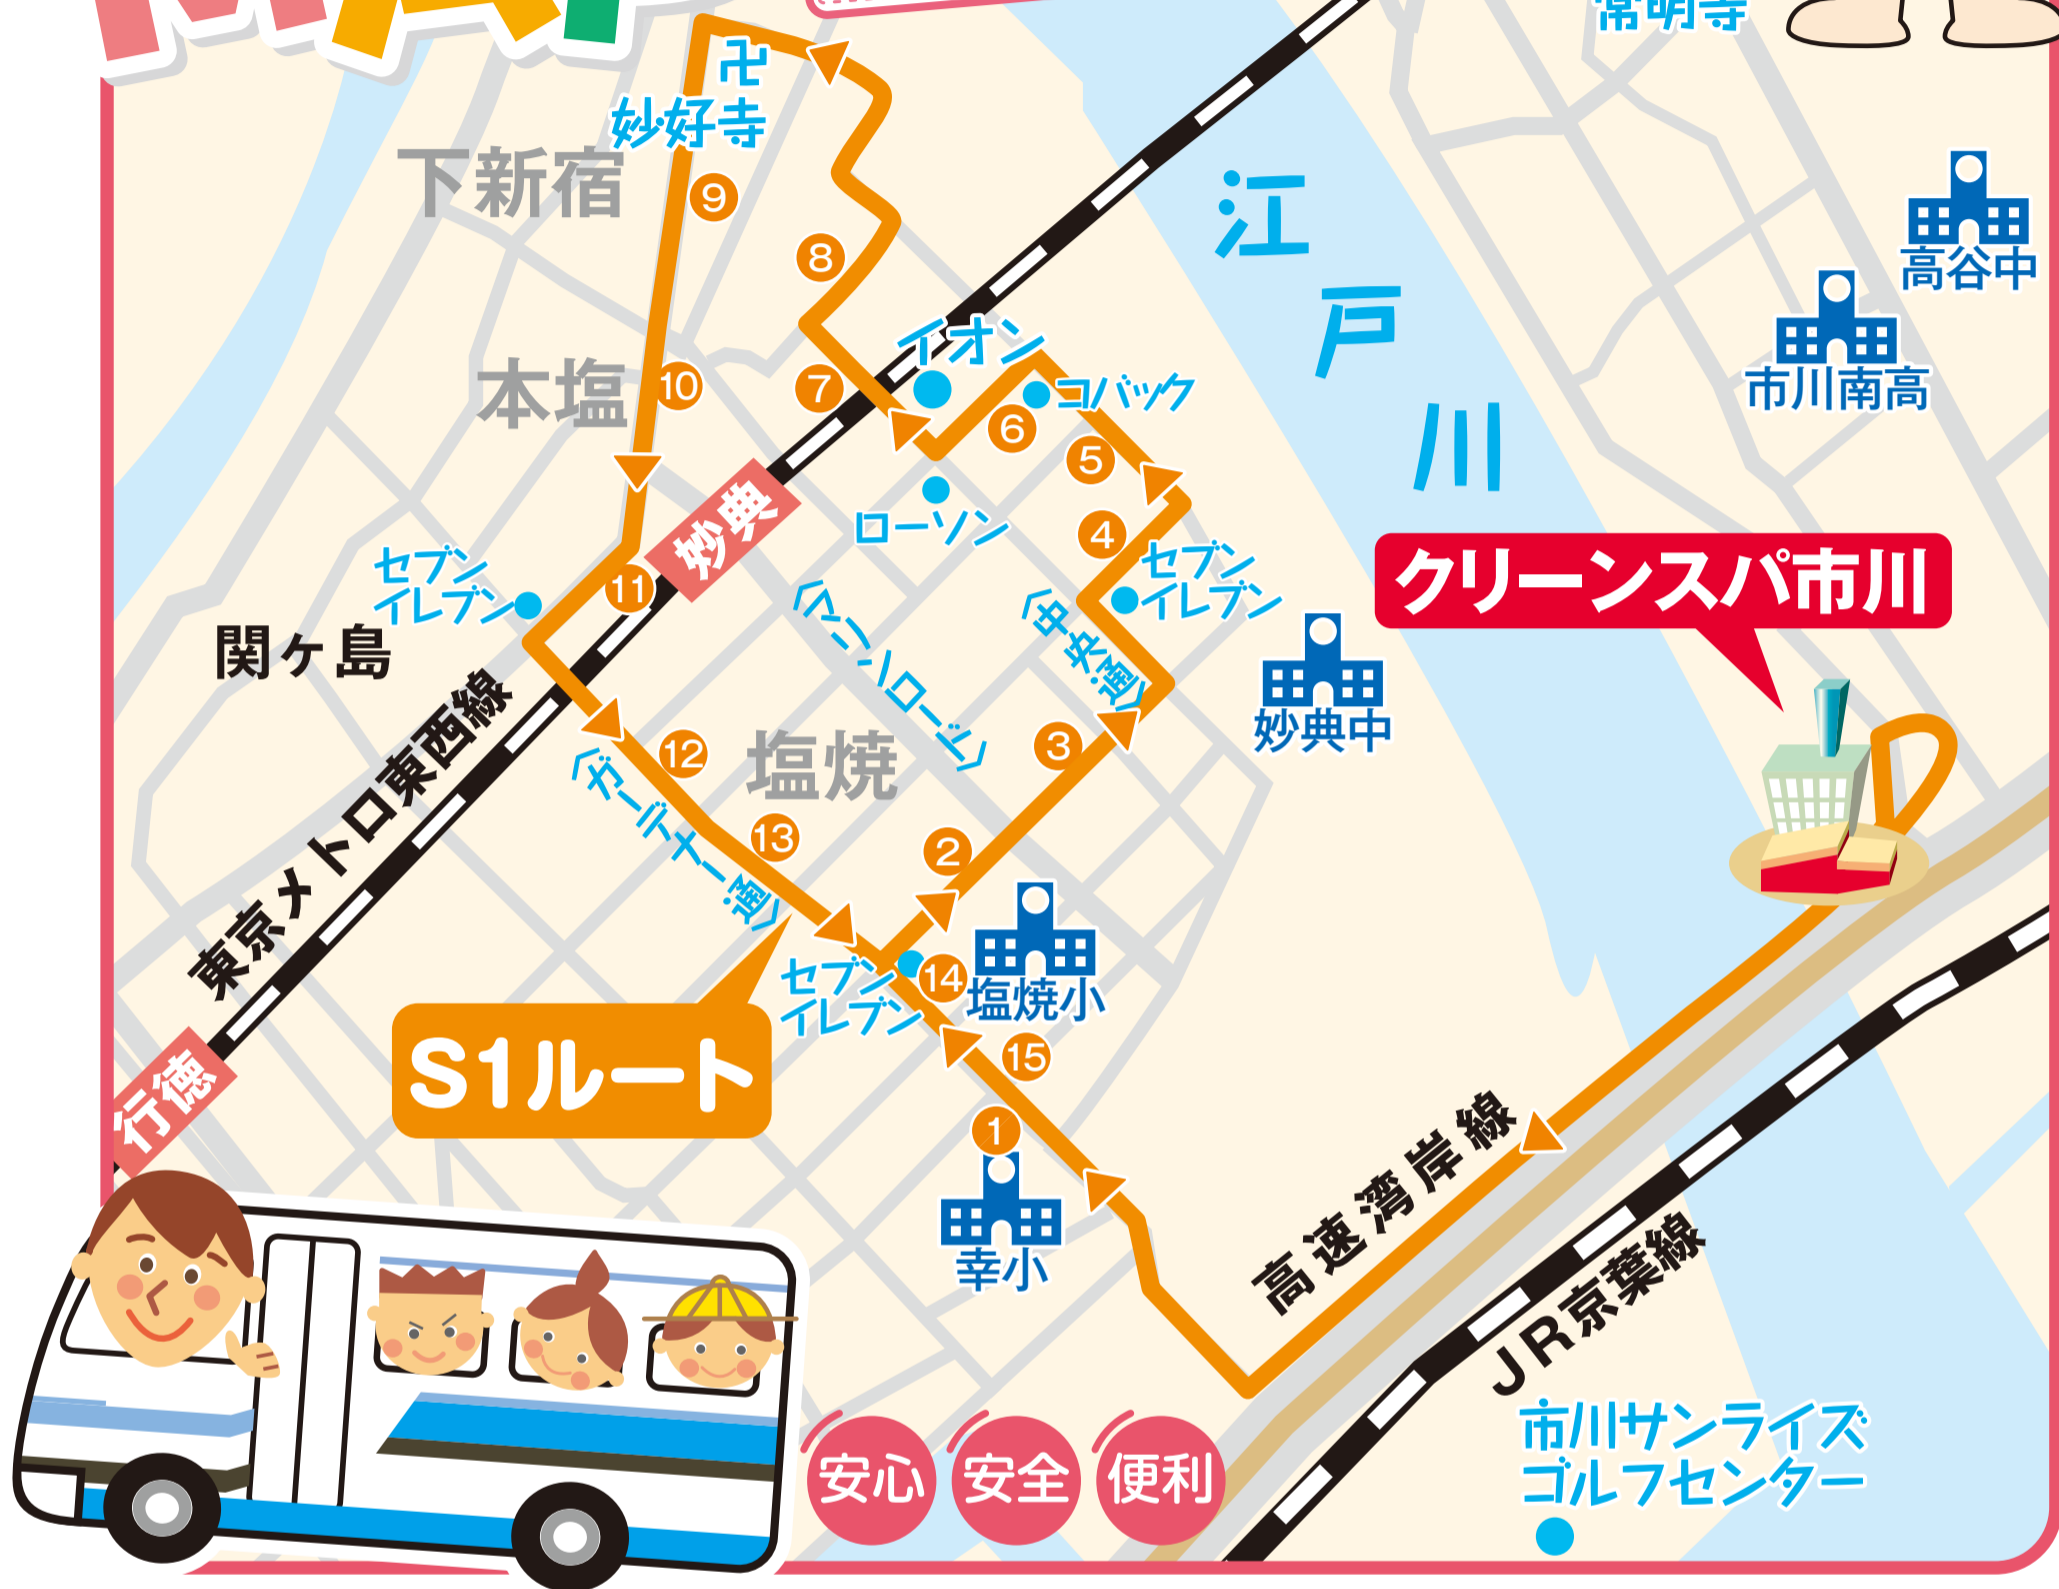 MAP
常明寺
卍
妙好寺
下新宿
9
8
江戸川
高谷中
市川南高
イオン
コバック
本塩
10
7
6
5
ローソン
4
妙典
セブン
イレブン
11
セブン
イレブン
〈中央通〉
〈マリンロード〉
クリーンスパ市川
関ヶ島
妙典中
東京メトロ東西線
12
塩焼
3
〈ガーデナー通〉
13
2
セブン
イレブン
14
塩焼小
S1ルート
15
行徳
1
幸小
高速湾岸線
JR京葉線
市川サンライズ
ゴルフセンター
安心
安全
便利